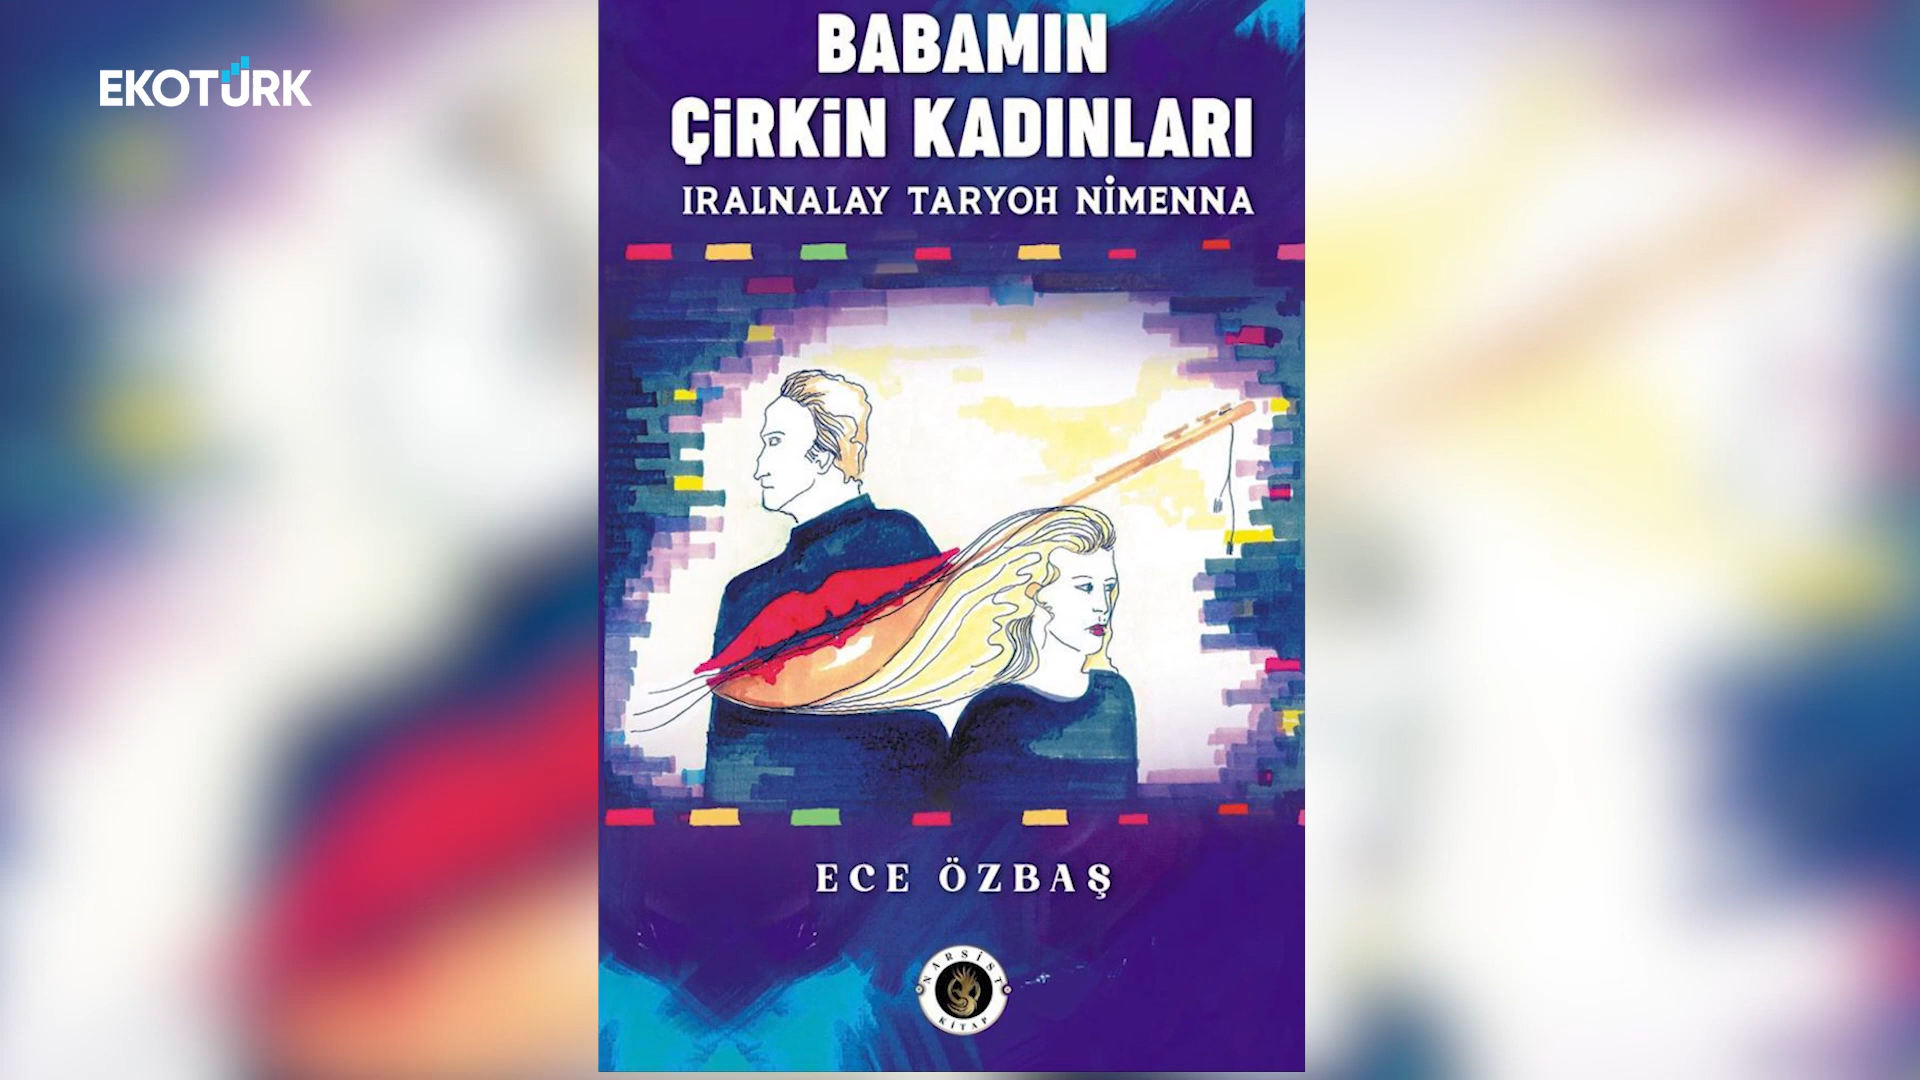 EKOTÜRK
BABAMIN
ÇİRKİN KADINLARI
IRALNALAY TARYOH NİMENNA
ECE ÖZBAŞ
NARSİST
KİTAP